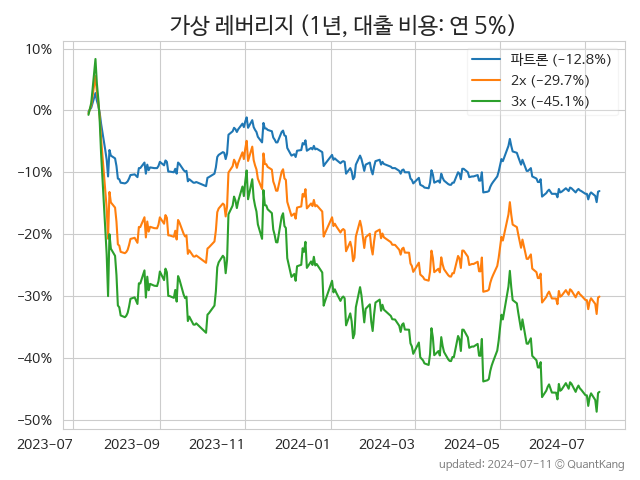 가상 레버리지 (1년, 대출 비용: 연 5%)
10%
0%
−10%
−20%
−30%
−40%
−50%
파트론 (−12.8%)
2x (−29.7%)
3x (−45.1%)
2023-07 2023-09 2023-11 2024-01 2024-03 2024-05 2024-07
updated: 2024-07-11 © QuantKang